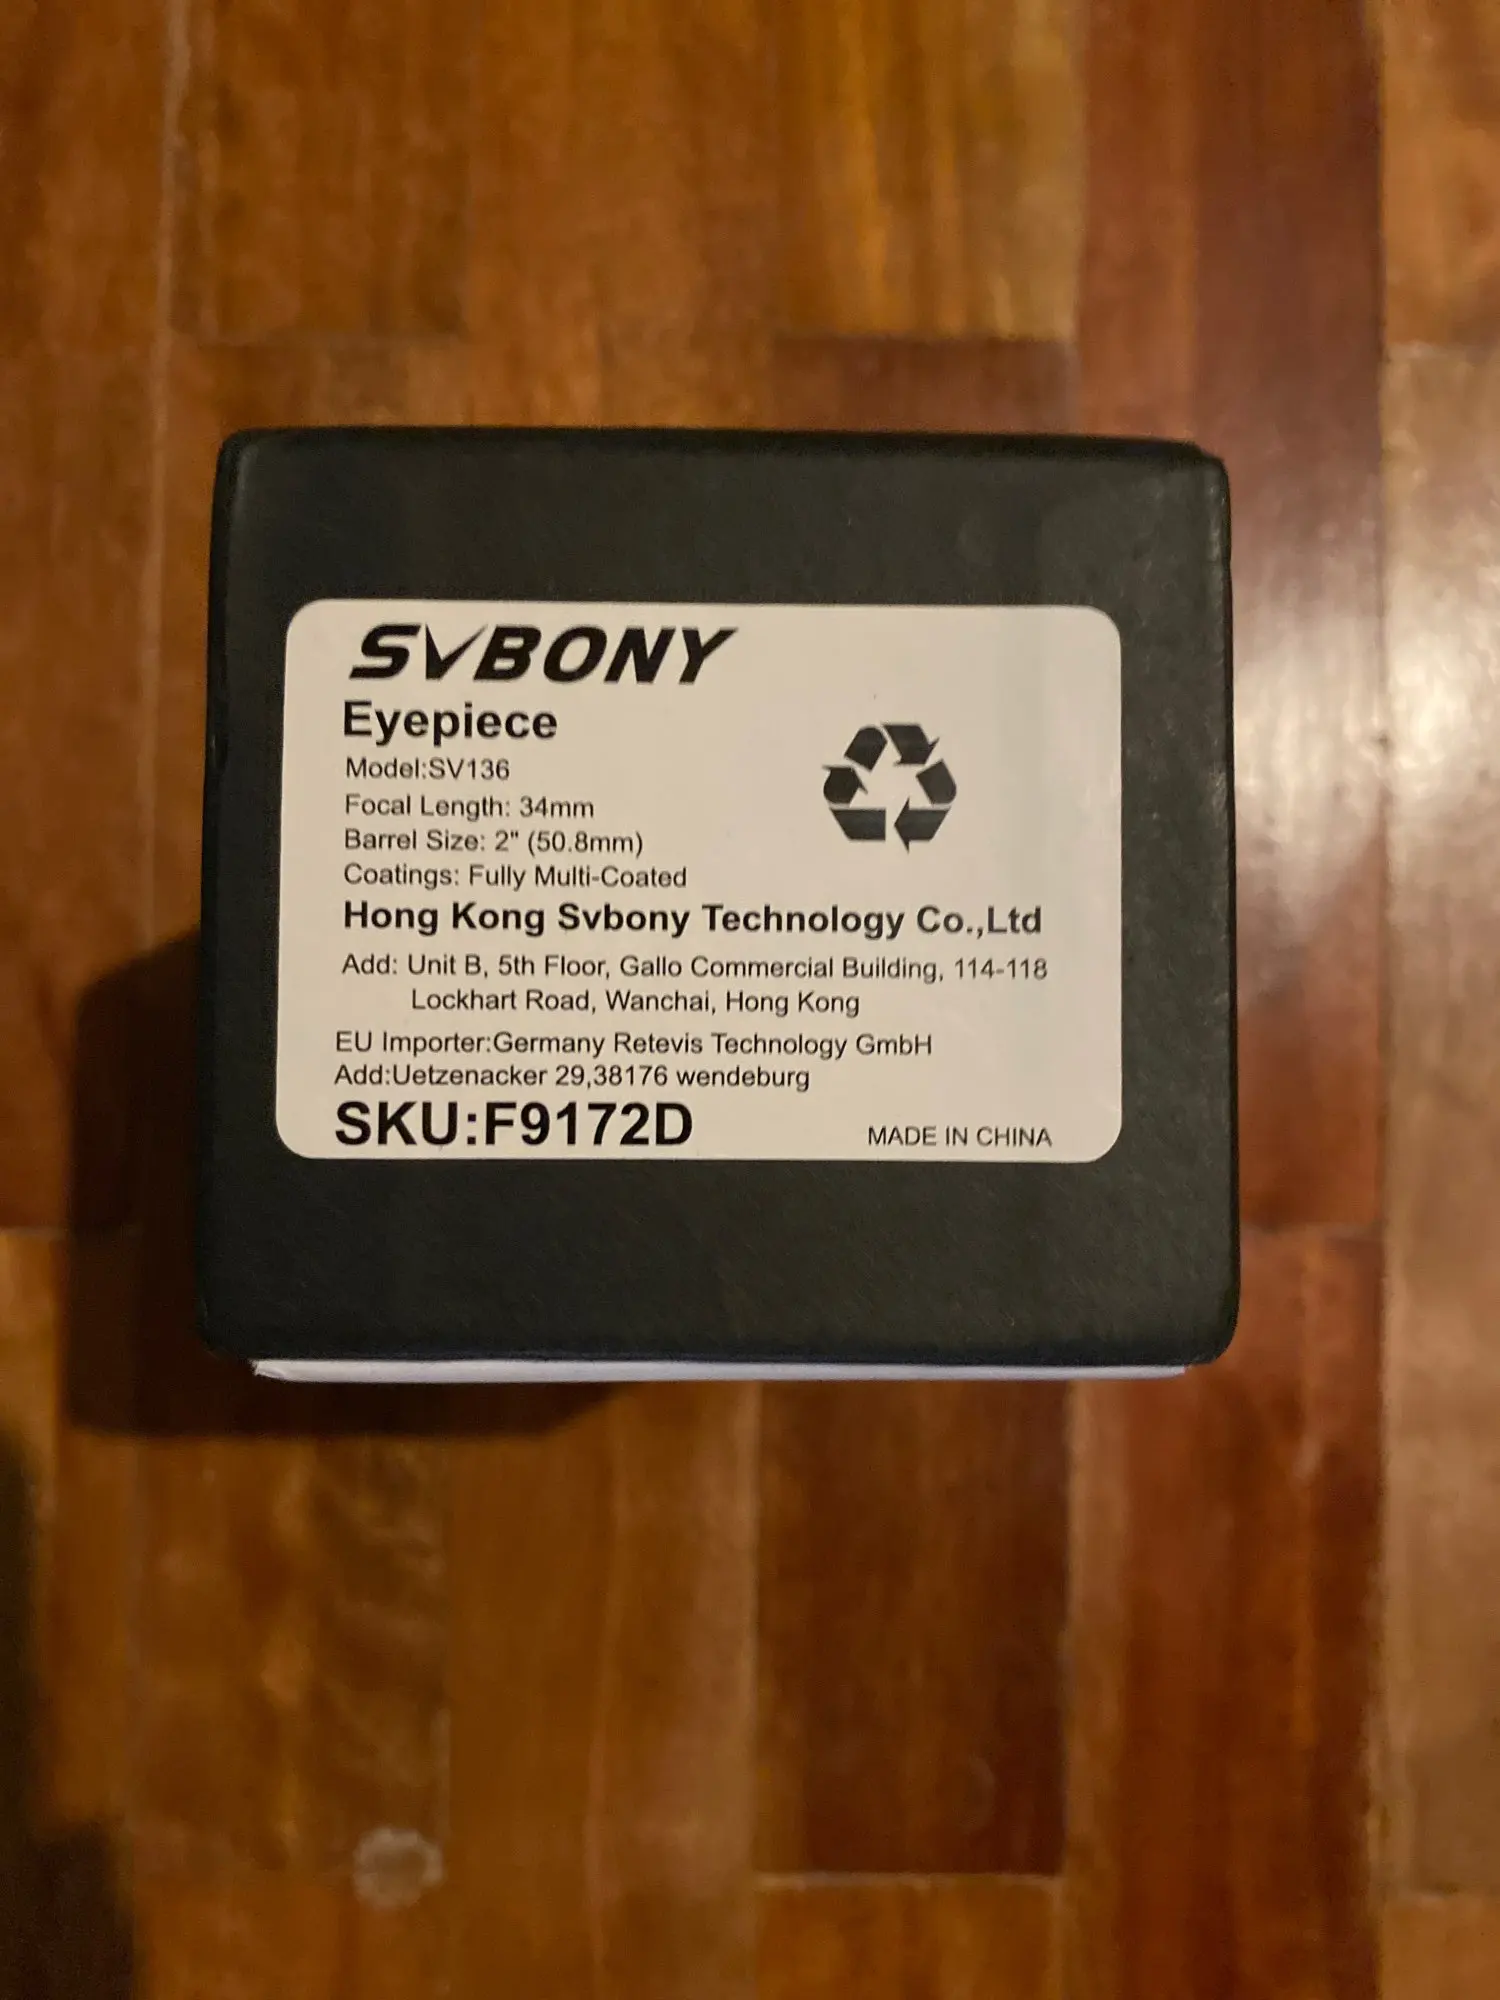 SVBONY
Eyepiece
Model:SV136
Focal Length: 34mm
Barrel Size: 2" (50.8mm)
Coatings: Fully Multi-Coated
Hong Kong Svbony Technology Co.,Ltd
Add: Unit B, 5th Floor, Gallo Commercial Building, 114-118
Lockhart Road, Wanchai, Hong Kong
EU Importer:Germany Retevis Technology GmbH
Add:Uetzenacker 29,38176 wendeburg
SKU:F9172D
MADE IN CHINA